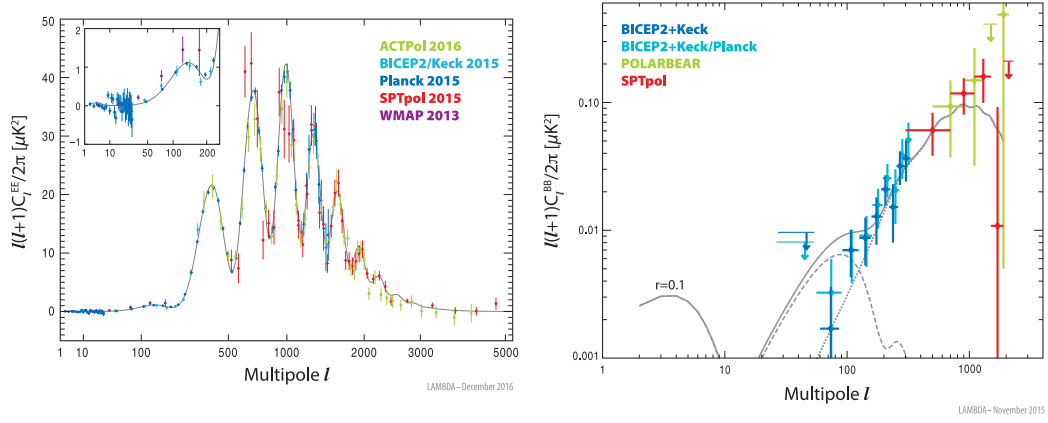 50
40
30
20
10
0
l(l+1)C_l^EE/2π [μK²]
1
0
−1
1 10 50 100 200
ACTPol 2016
BICEP2/Keck 2015
Planck 2015
SPTpol 2015
WMAP 2013
1 10 100 500 1000 2000 3000 5000
Multipole l
LAMBDA – December 2016
0.10
0.01
0.001
l(l+1)C_l^BB/2π [μK²]
BICEP2+Keck
BICEP2+Keck/Planck
POLARBEAR
SPTpol
r=0.1
1 10 100 1000
Multipole l
LAMBDA – November 2015